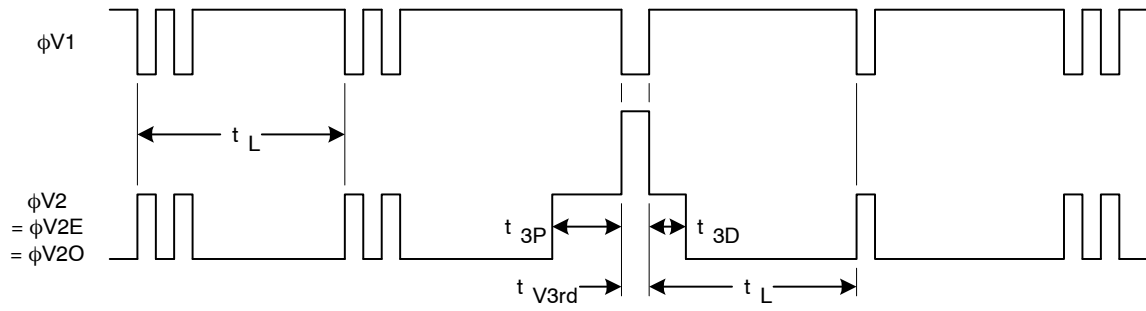 ϕV1
t L
ϕV2
= ϕV2E
= ϕV2O
t 3P
t 3D
t V3rd
t L